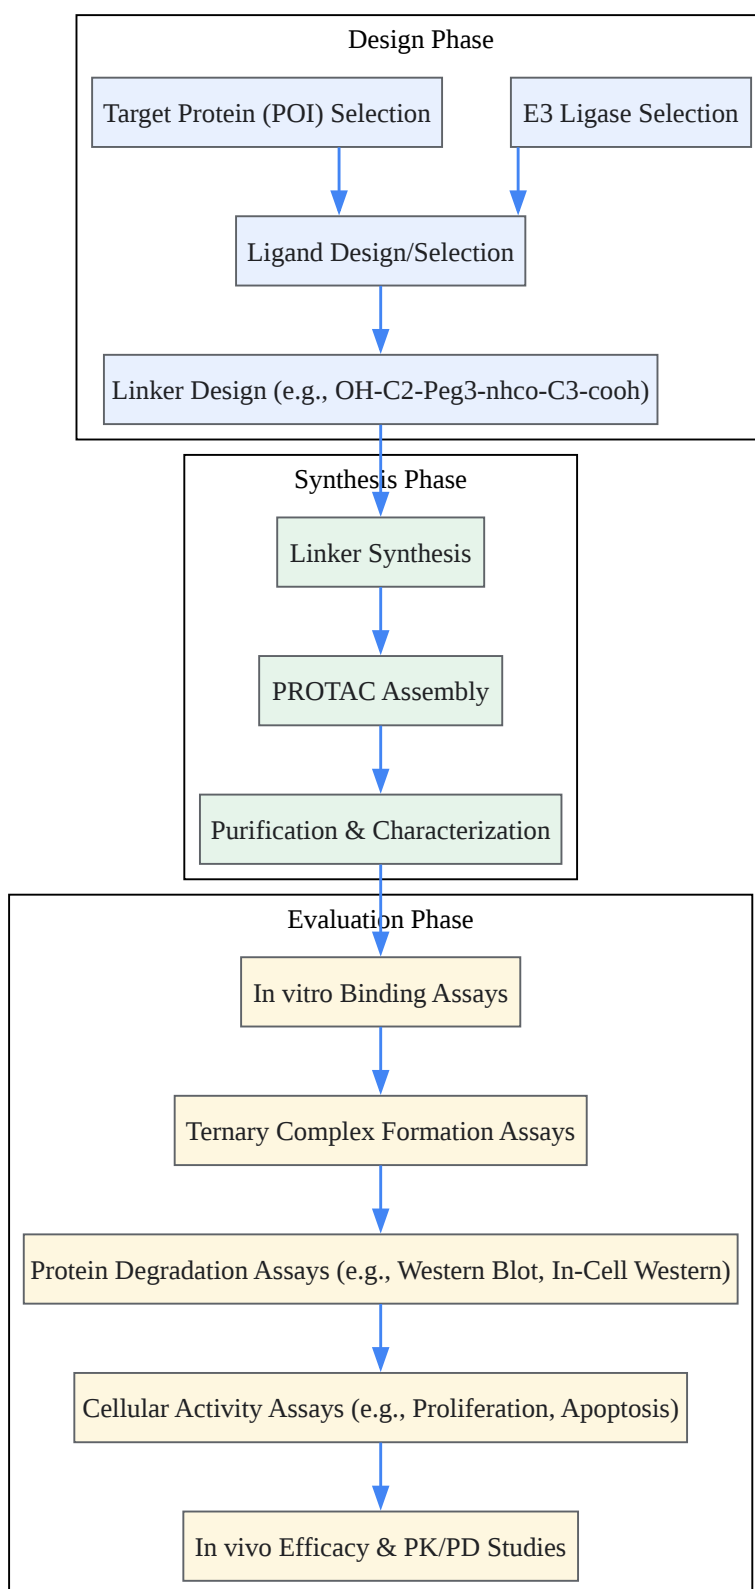 Design Phase
Target Protein (POI) Selection
E3 Ligase Selection
Ligand Design/Selection
Linker Design (e.g., OH-C2-Peg3-nhco-C3-cooh)
Synthesis Phase
Linker Synthesis
PROTAC Assembly
Purification & Characterization
Evaluation Phase
In vitro Binding Assays
Ternary Complex Formation Assays
Protein Degradation Assays (e.g., Western Blot, In-Cell Western)
Cellular Activity Assays (e.g., Proliferation, Apoptosis)
In vivo Efficacy & PK/PD Studies